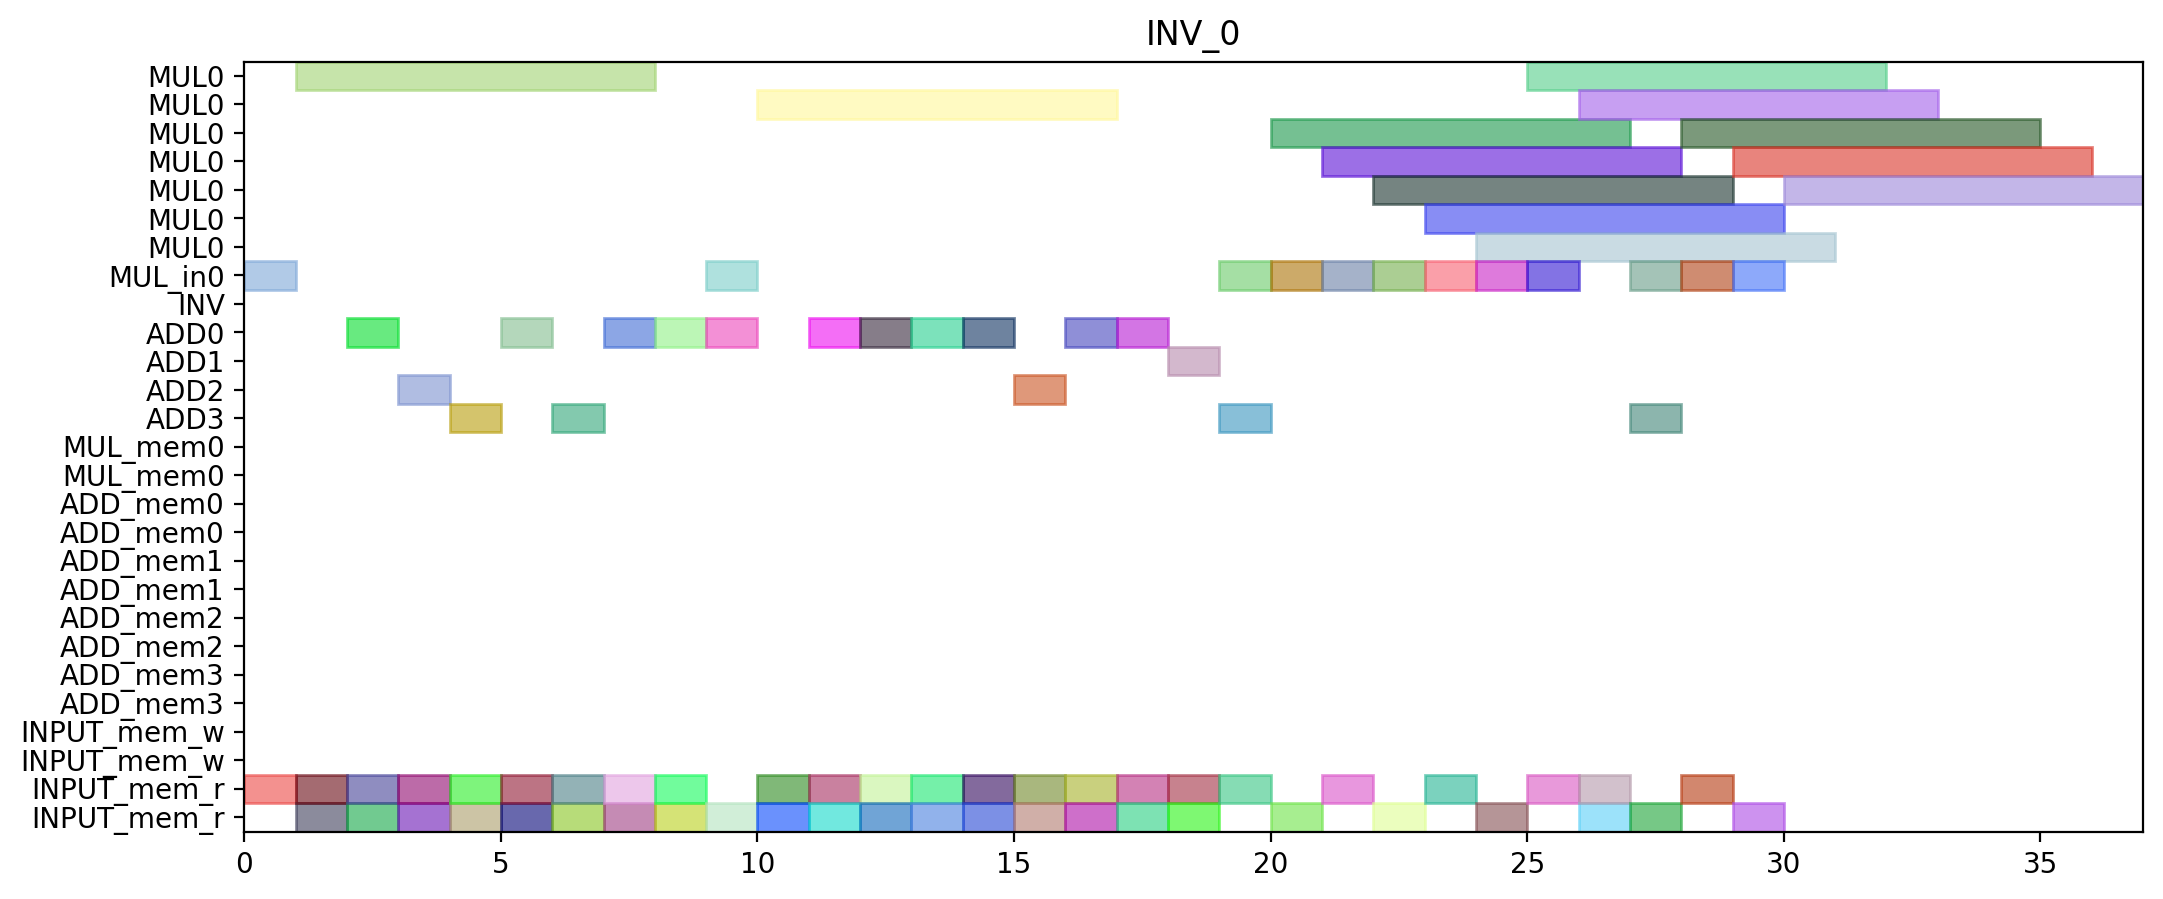 INV_0
MUL0
MUL0
MUL0
MUL0
MUL0
MUL0
MUL0
MUL_in0
INV
ADD0
ADD1
ADD2
ADD3
MUL_mem0
MUL_mem0
ADD_mem0
ADD_mem0
ADD_mem1
ADD_mem1
ADD_mem2
ADD_mem2
ADD_mem3
ADD_mem3
INPUT_mem_w
INPUT_mem_w
INPUT_mem_r
INPUT_mem_r
0 5 10 15 20 25 30 35